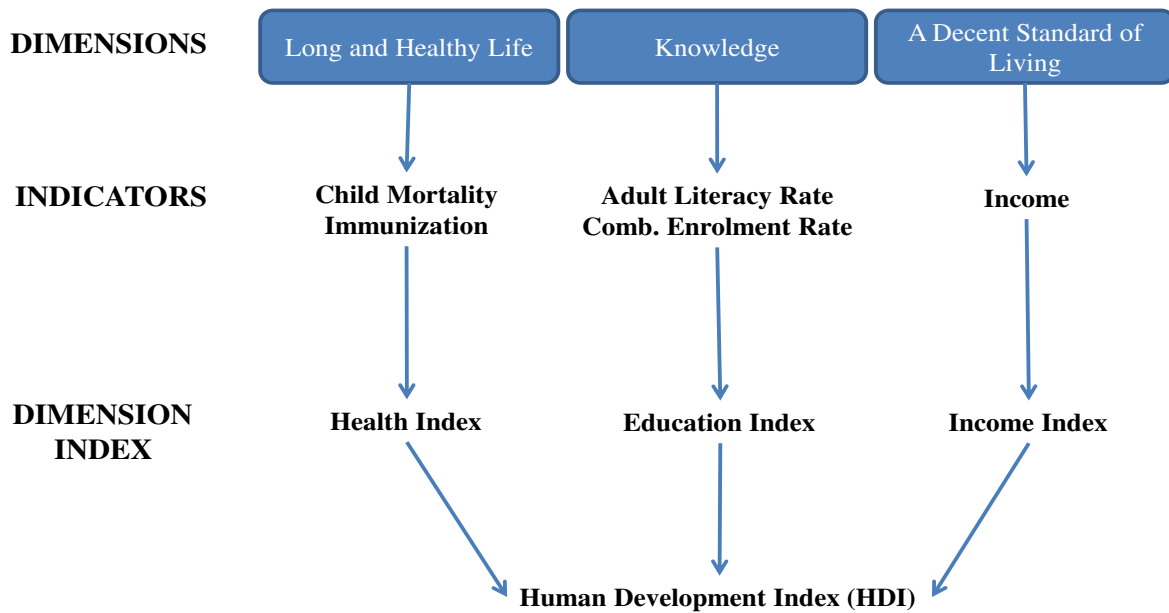 DIMENSIONS
Long and Healthy Life
Knowledge
A Decent Standard of
Living
INDICATORS
Child Mortality
Immunization
Adult Literacy Rate
Comb. Enrolment Rate
Income
DIMENSION
INDEX
Health Index
Education Index
Income Index
Human Development Index (HDI)